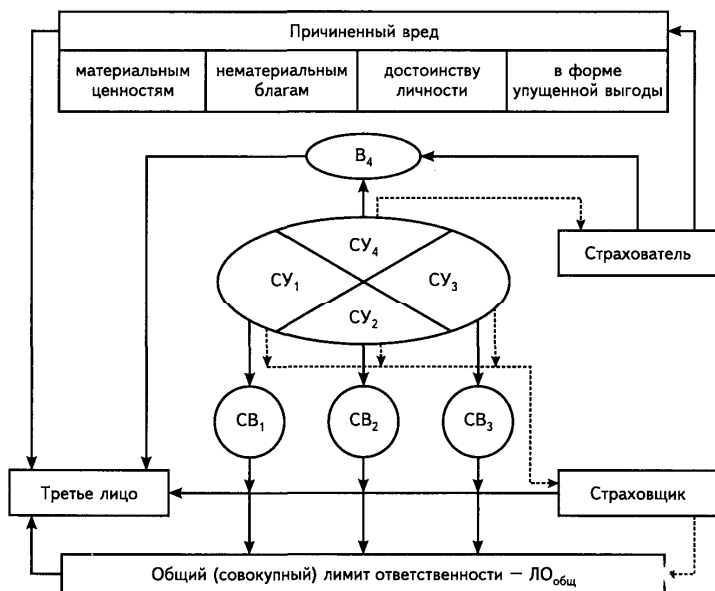 Причиненный вред
материальным ценностям
нематериальным благам
достоинству личности
в форме упущенной выгоды
В₄
СУ₄
Страхователь
СУ₁
СУ₃
СУ₂
СВ₁
СВ₂
СВ₃
Третье лицо
Страховщик
Общий (совокупный) лимит ответственности – ЛОобщ